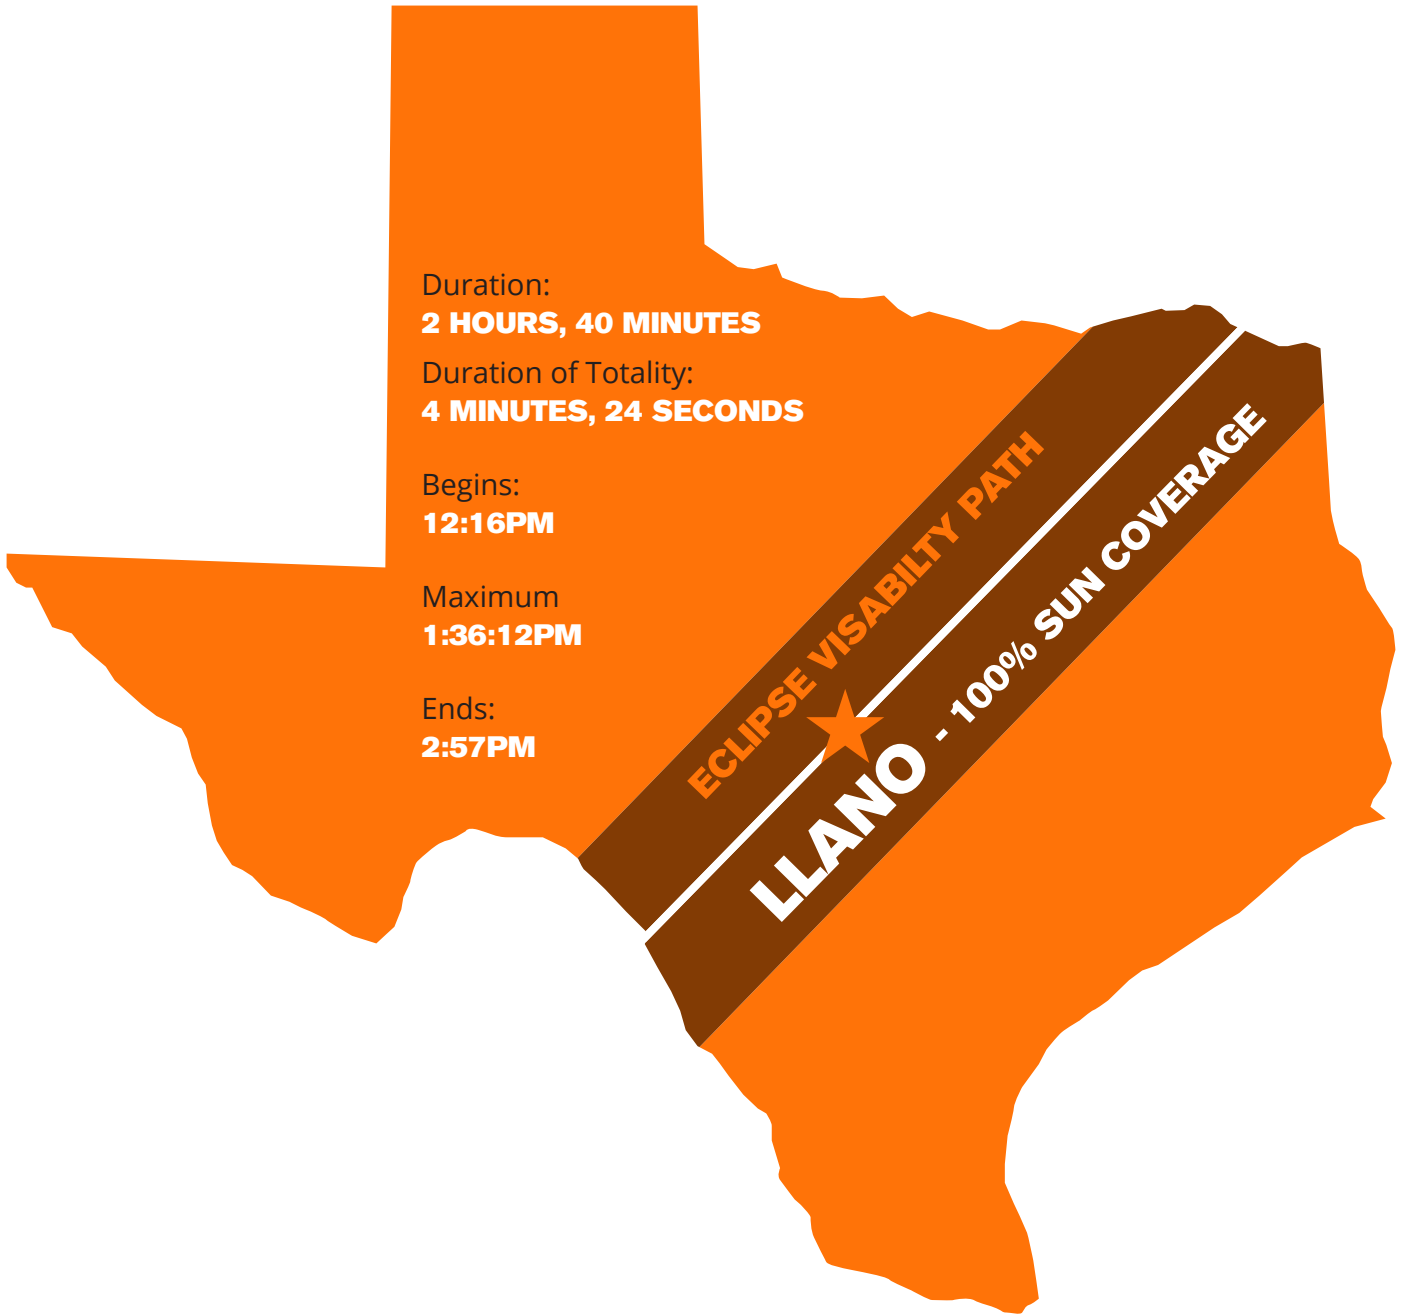 Duration:
2 HOURS, 40 MINUTES
Duration of Totality:
4 MINUTES, 24 SECONDS
Begins:
12:16PM
Maximum
1:36:12PM
Ends:
2:57PM
ECLIPSE VISABILTY PATH
LLANO - 100% SUN COVERAGE